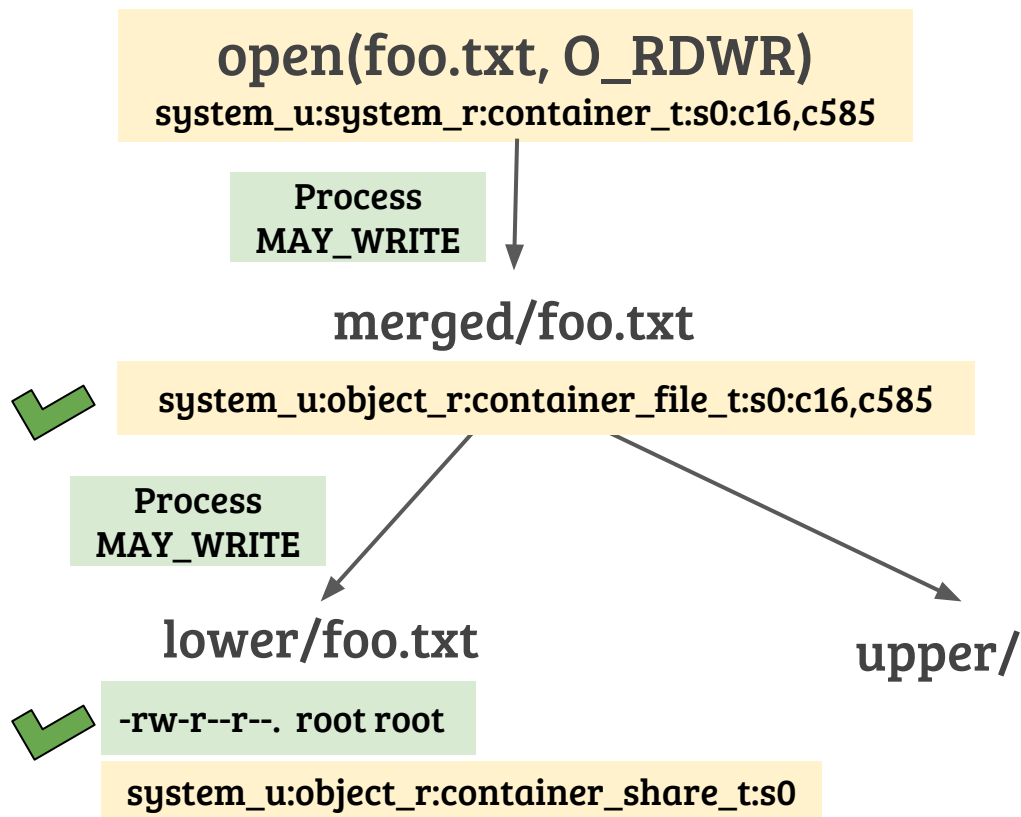 open(foo.txt, O_RDWR)
system_u:system_r:container_t:s0:c16,c585
Process
MAY_WRITE
merged/foo.txt
system_u:object_r:container_file_t:s0:c16,c585
Process
MAY_WRITE
lower/foo.txt
upper/
-rw-r--r--. root root
system_u:object_r:container_share_t:s0